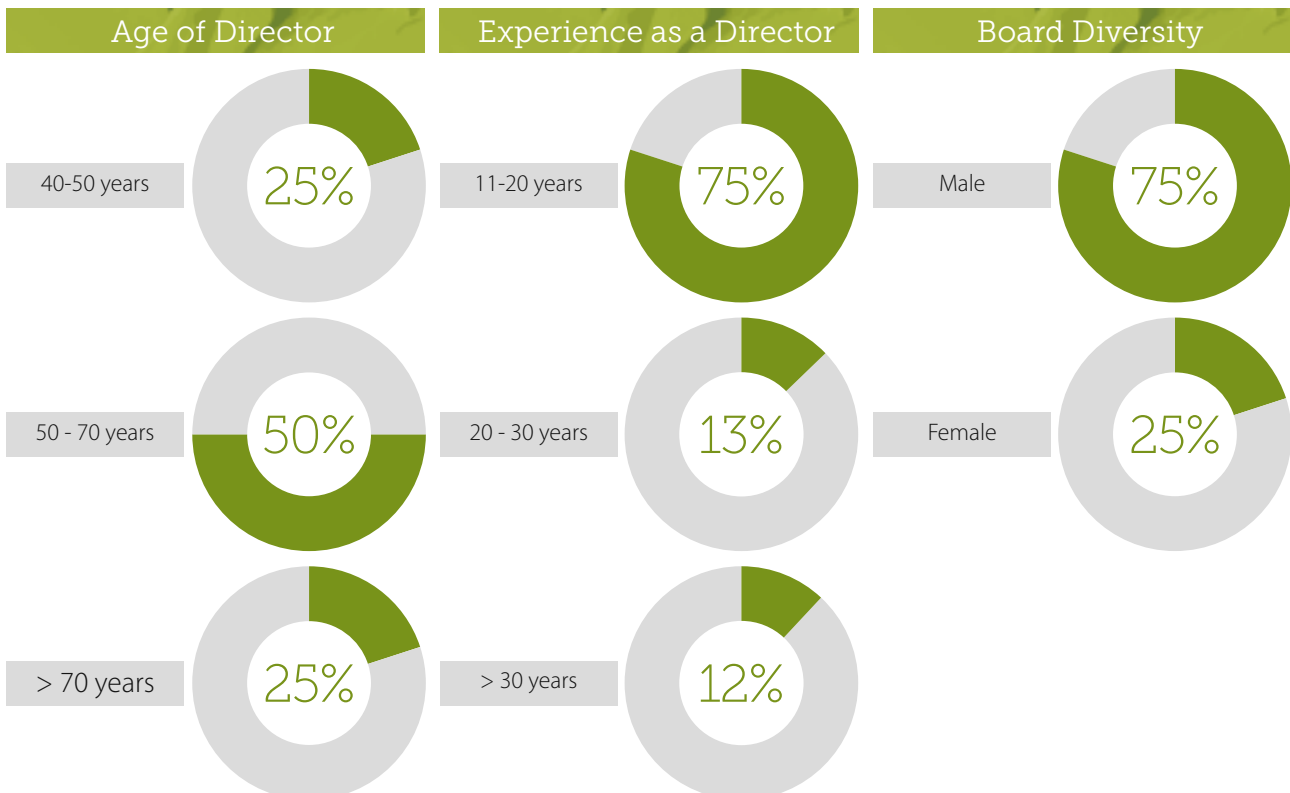 Age of Director
40-50 years
25%
50 - 70 years
50%
> 70 years
25%
Experience as a Director
11-20 years
75%
20 - 30 years
13%
> 30 years
12%
Board Diversity
Male
75%
Female
25%